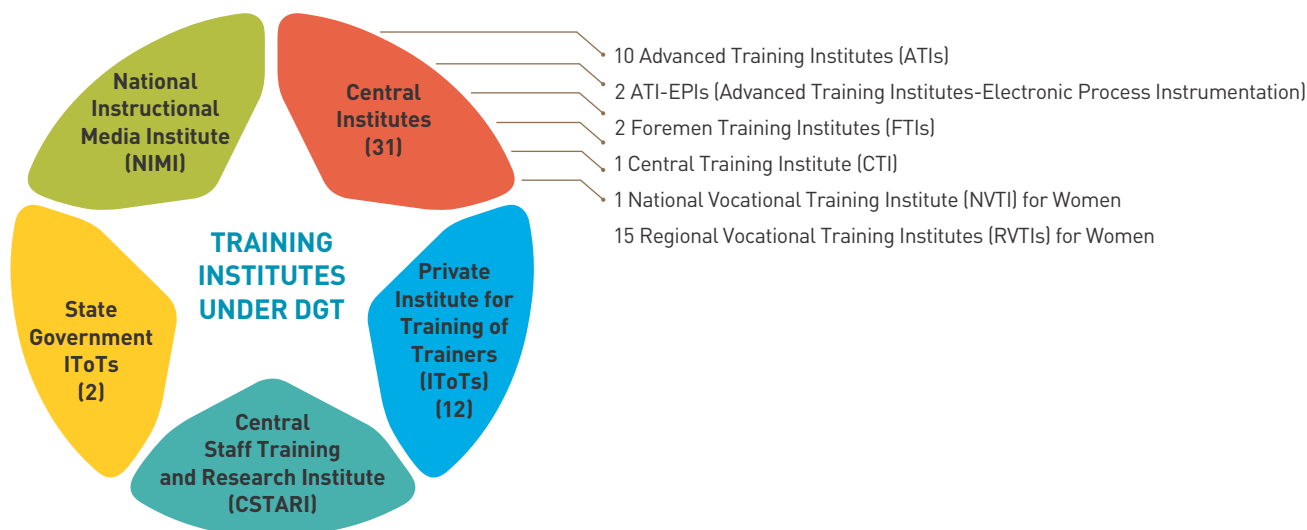 National
Instructional
Media Institute
(NIMI)
Central
Institutes
(31)
10 Advanced Training Institutes (ATIs)
2 ATI-EPIs (Advanced Training Institutes-Electronic Process Instrumentation)
2 Foremen Training Institutes (FTIs)
1 Central Training Institute (CTI)
1 National Vocational Training Institute (NVTI) for Women
15 Regional Vocational Training Institutes (RVTIs) for Women
TRAINING
INSTITUTES
UNDER DGT
State
Government
IToTs
(2)
Private
Institute for
Training of
Trainers
(IToTs)
(12)
Central
Staff Training
and Research Institute
(CSTARI)